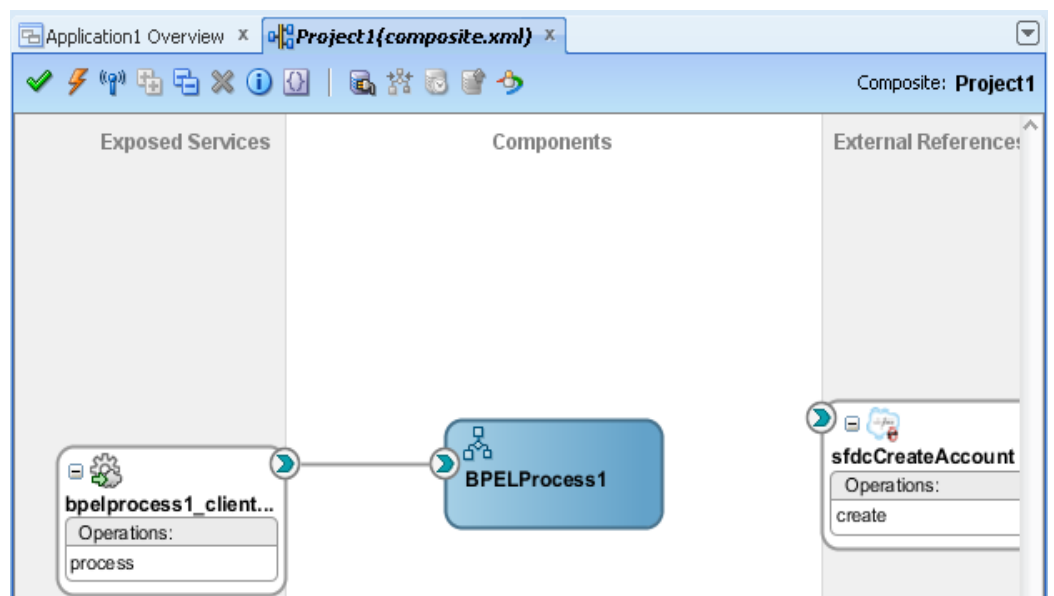 Application1 Overview x Project1{composite.xml} x
Composite: Project1
Exposed Services Components External References
bpelprocess1_client...
Operations:
process
BPELProcess1
sfdcCreateAccount
Operations:
create